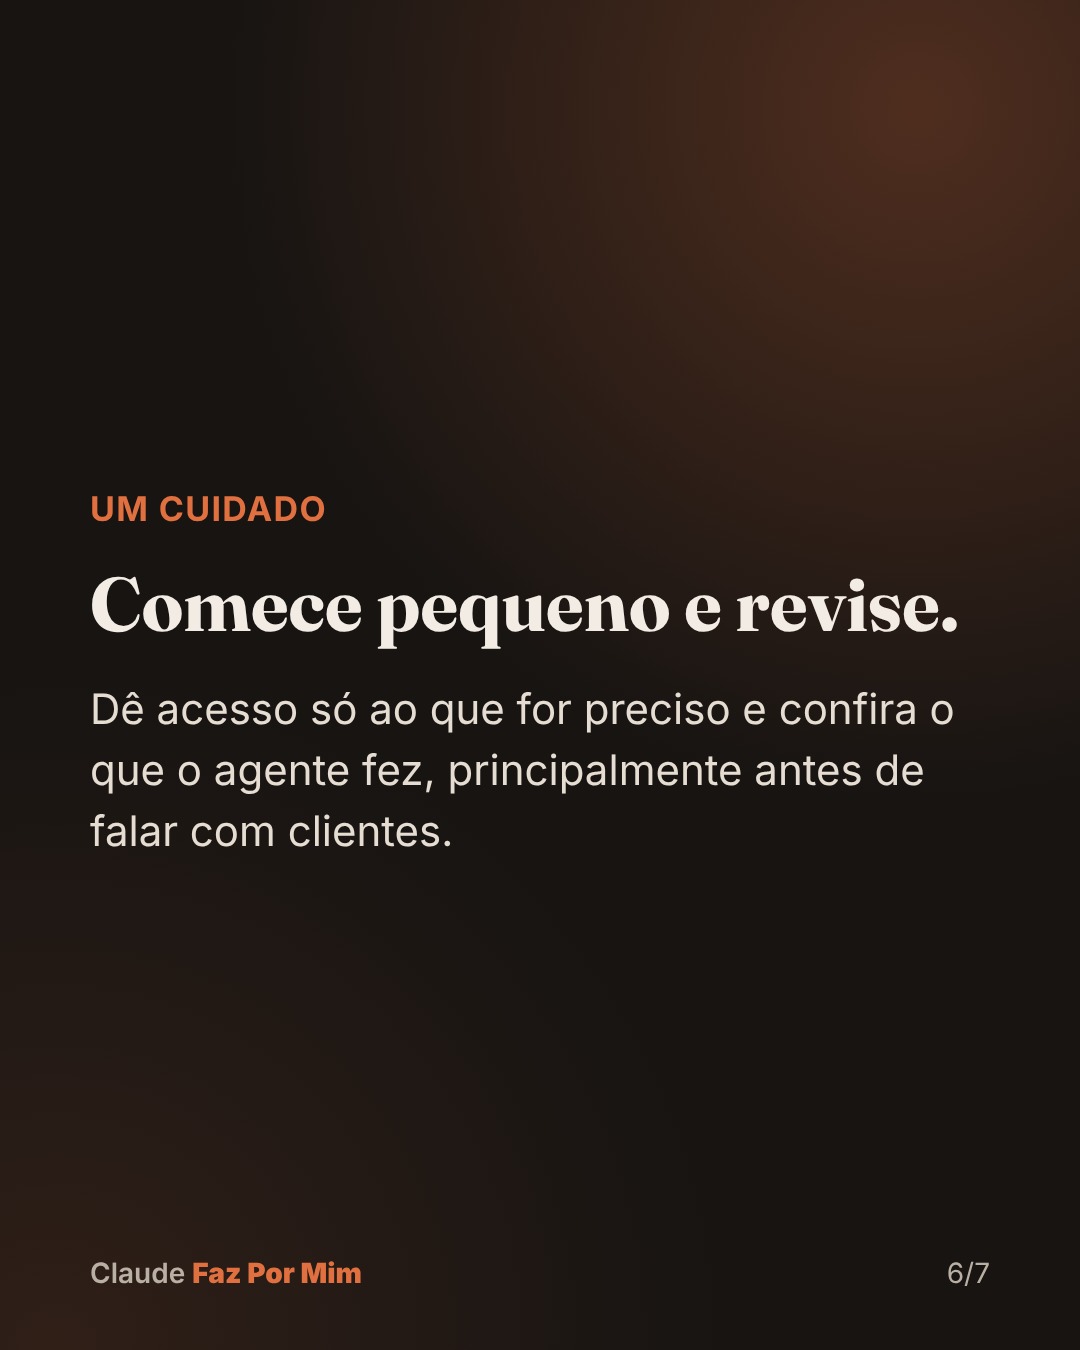 UM CUIDADO
Comece pequeno e revise.
Dê acesso só ao que for preciso e confira o
que o agente fez, principalmente antes de
falar com clientes.
Claude Faz Por Mim
6/7